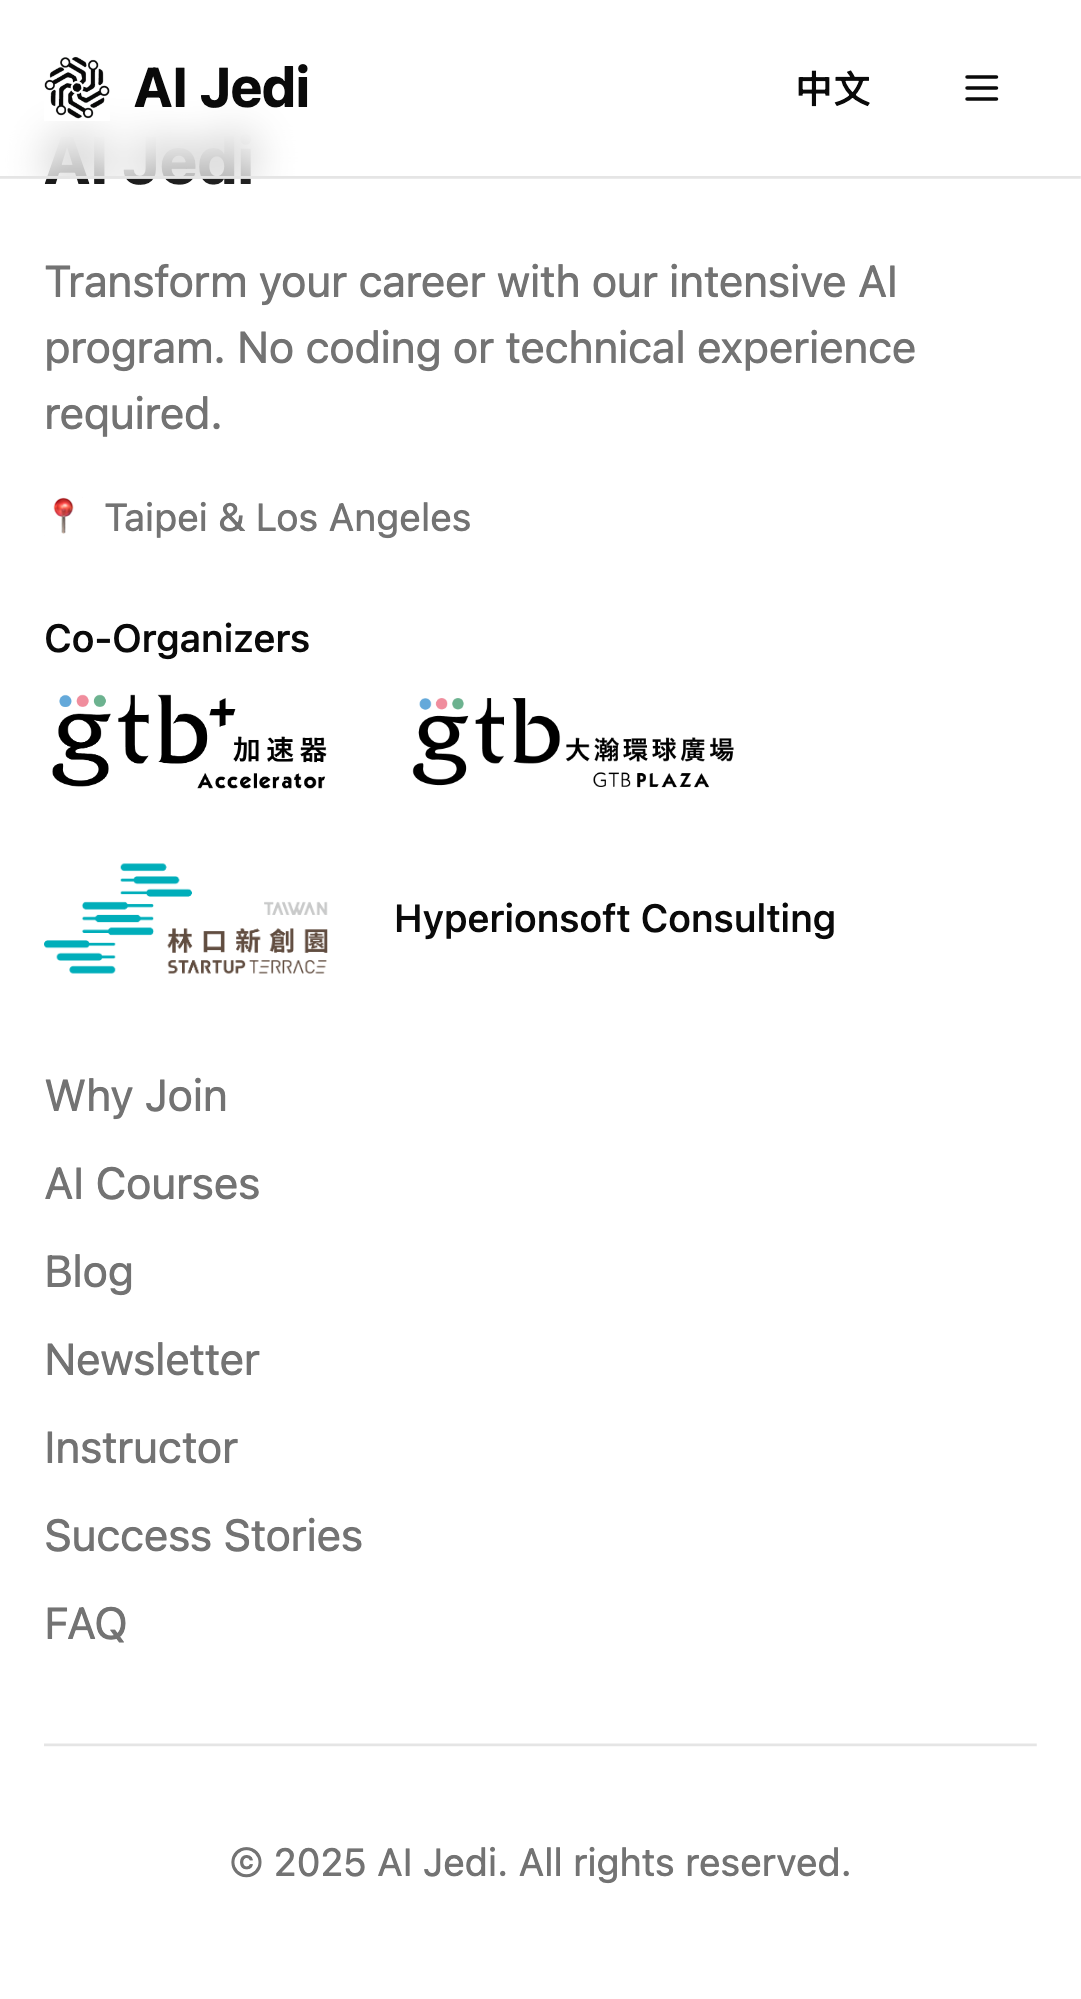 AI Jedi
中文
AI Jedi
Transform your career with our intensive AI
program. No coding or technical experience
required.
Taipei & Los Angeles
Co-Organizers
gtb+加速器
Accelerator
gtb大瀚環球廣場
GTB PLAZA
TAIWAN
林口新創園
STARTUP TERRACE
Hyperionsoft Consulting
Why Join
AI Courses
Blog
Newsletter
Instructor
Success Stories
FAQ
© 2025 AI Jedi. All rights reserved.